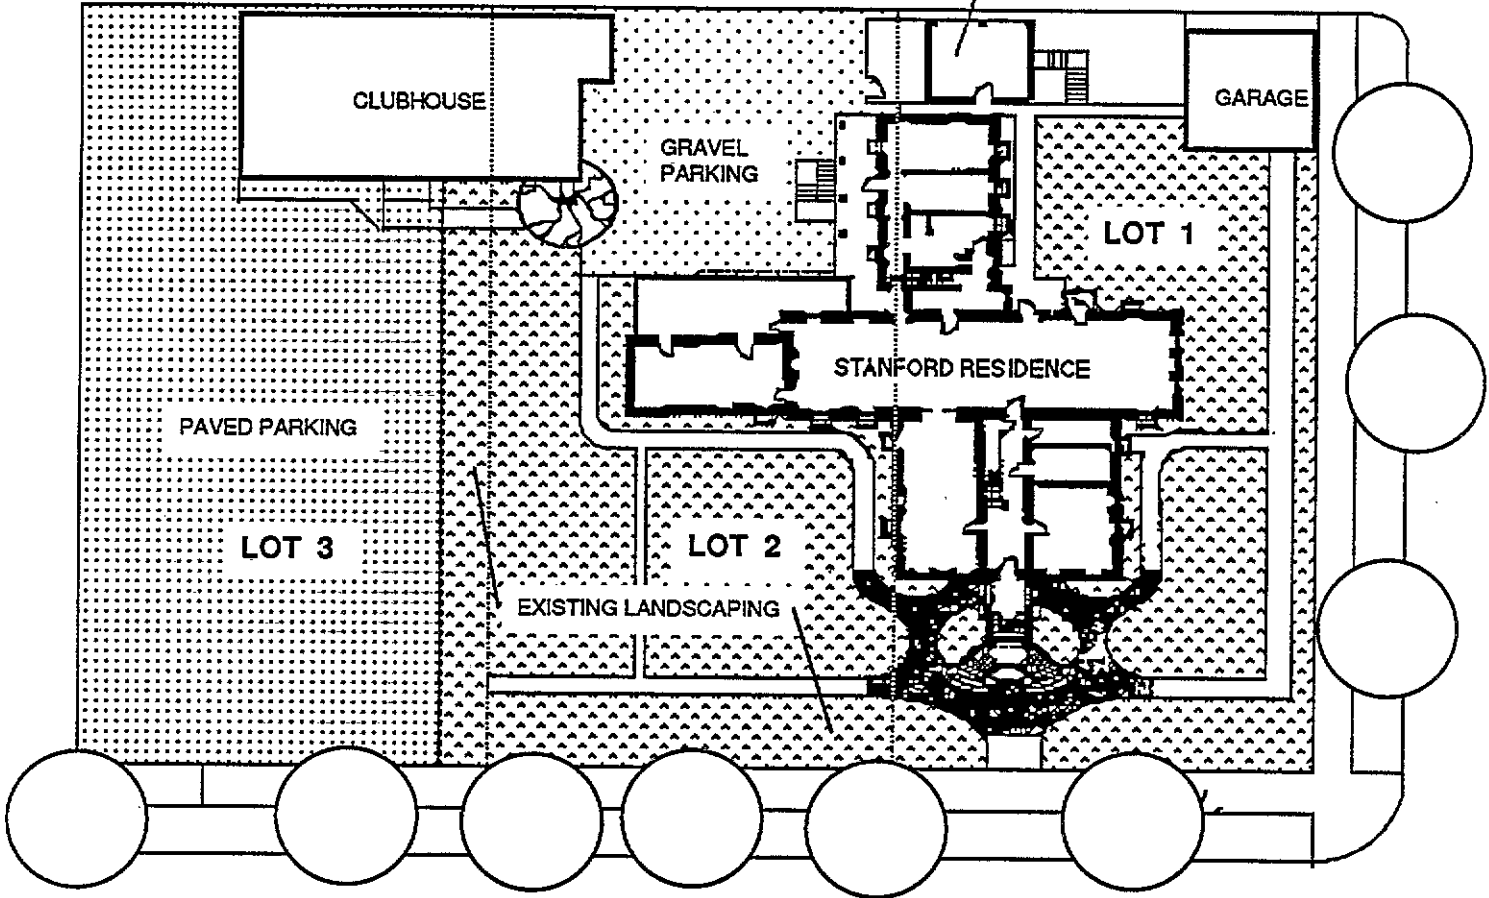 CLUBHOUSE
GARAGE
GRAVEL
PARKING
LOT 1
STANFORD RESIDENCE
PAVED PARKING
LOT 3
LOT 2
EXISTING LANDSCAPING